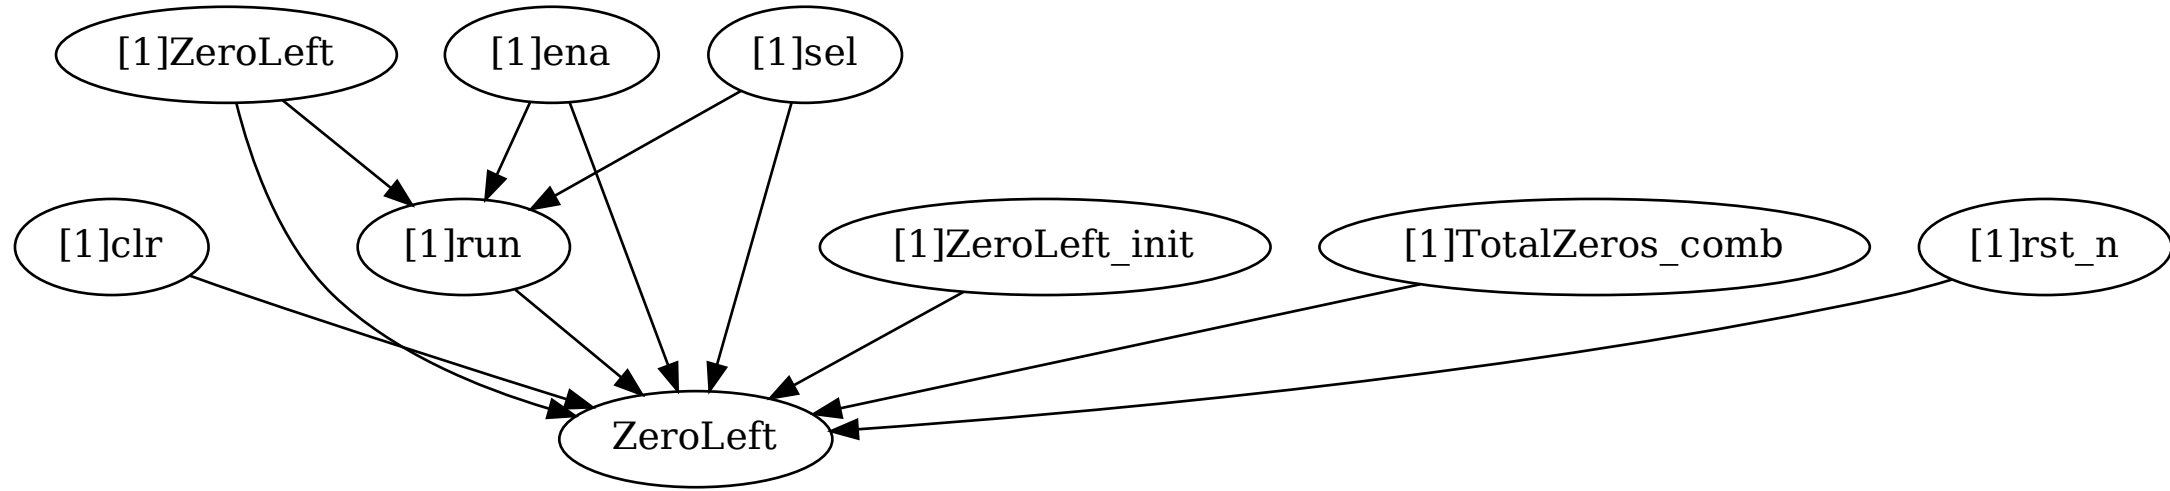 [1]ZeroLeft
[1]ena
[1]sel
[1]clr
[1]run
[1]ZeroLeft_init
[1]TotalZeros_comb
[1]rst_n
ZeroLeft